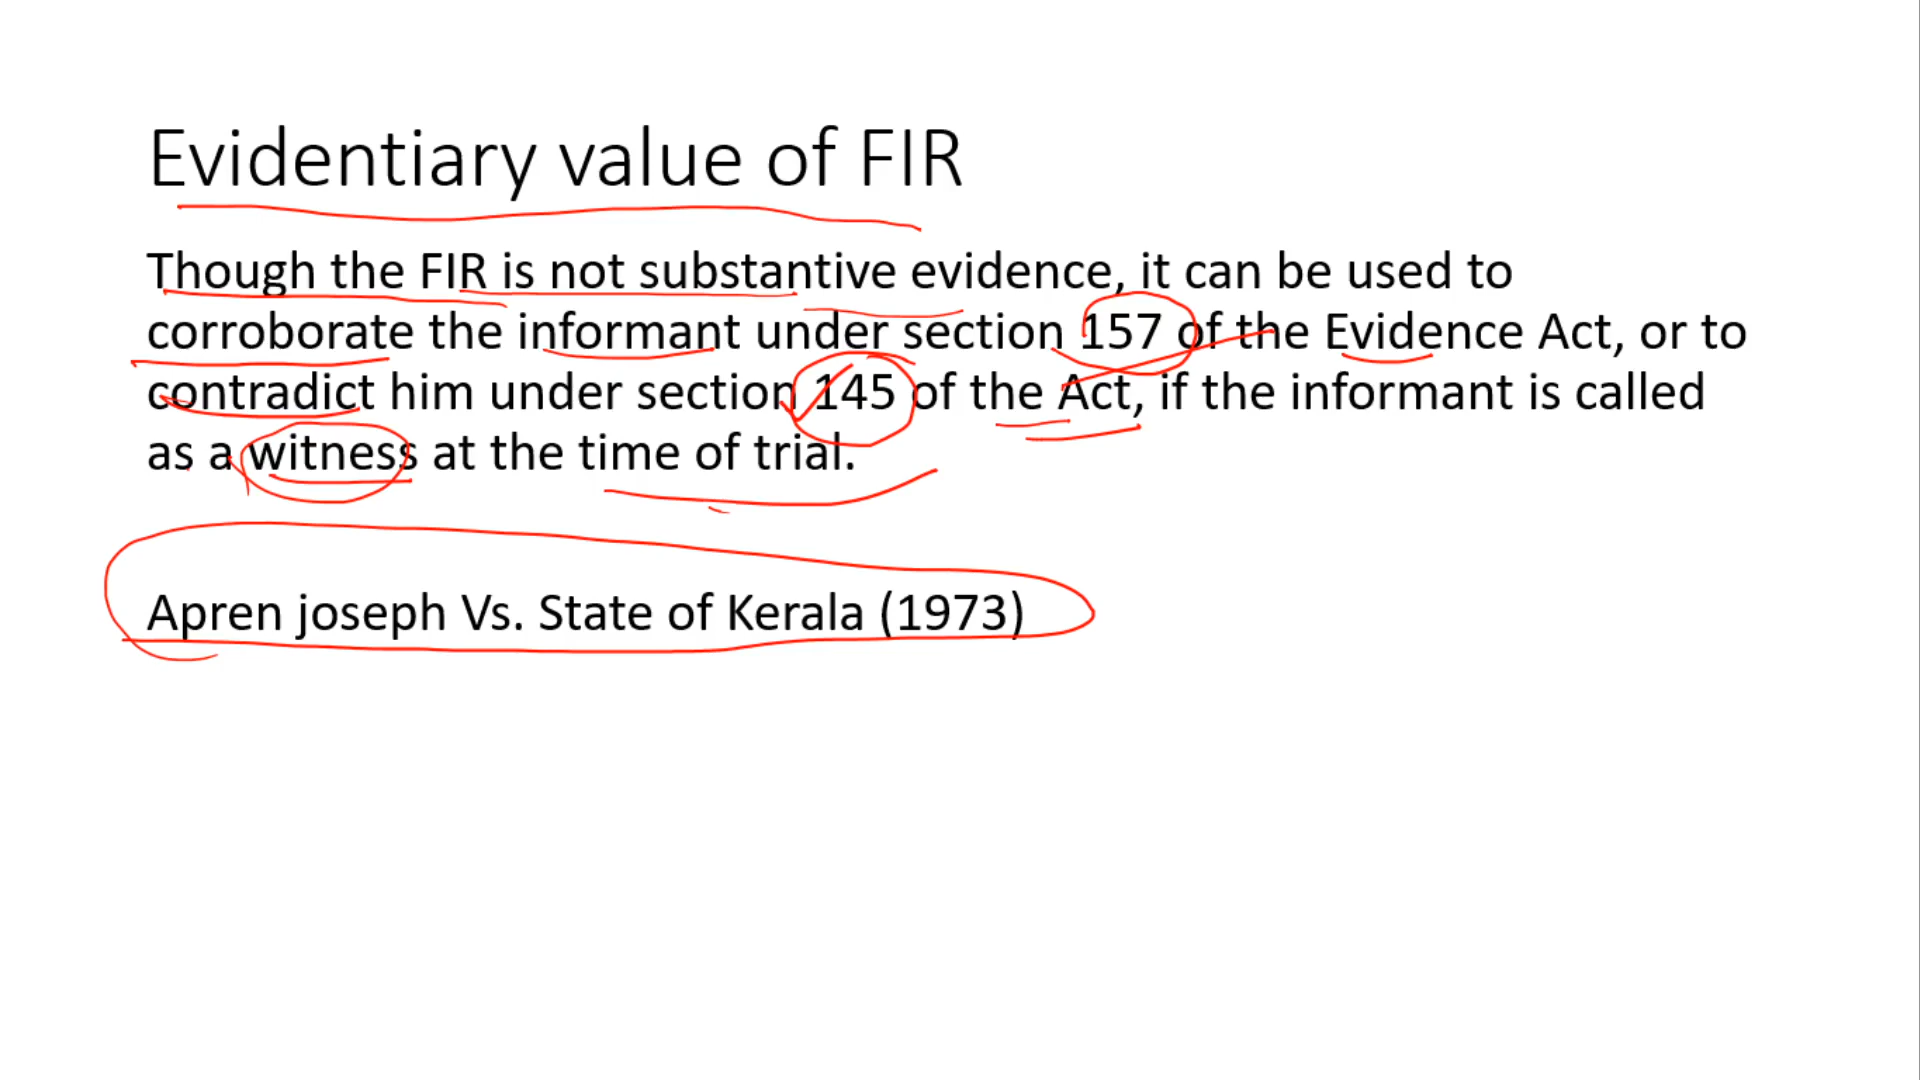 Evidentiary value of FIR
Though the FIR is not substantive evidence, it can be used to
corroborate the informant under section 157 of the Evidence Act, or to
contradict him under section 145 of the Act, if the informant is called
as a witness at the time of trial.
Apren joseph Vs. State of Kerala (1973)